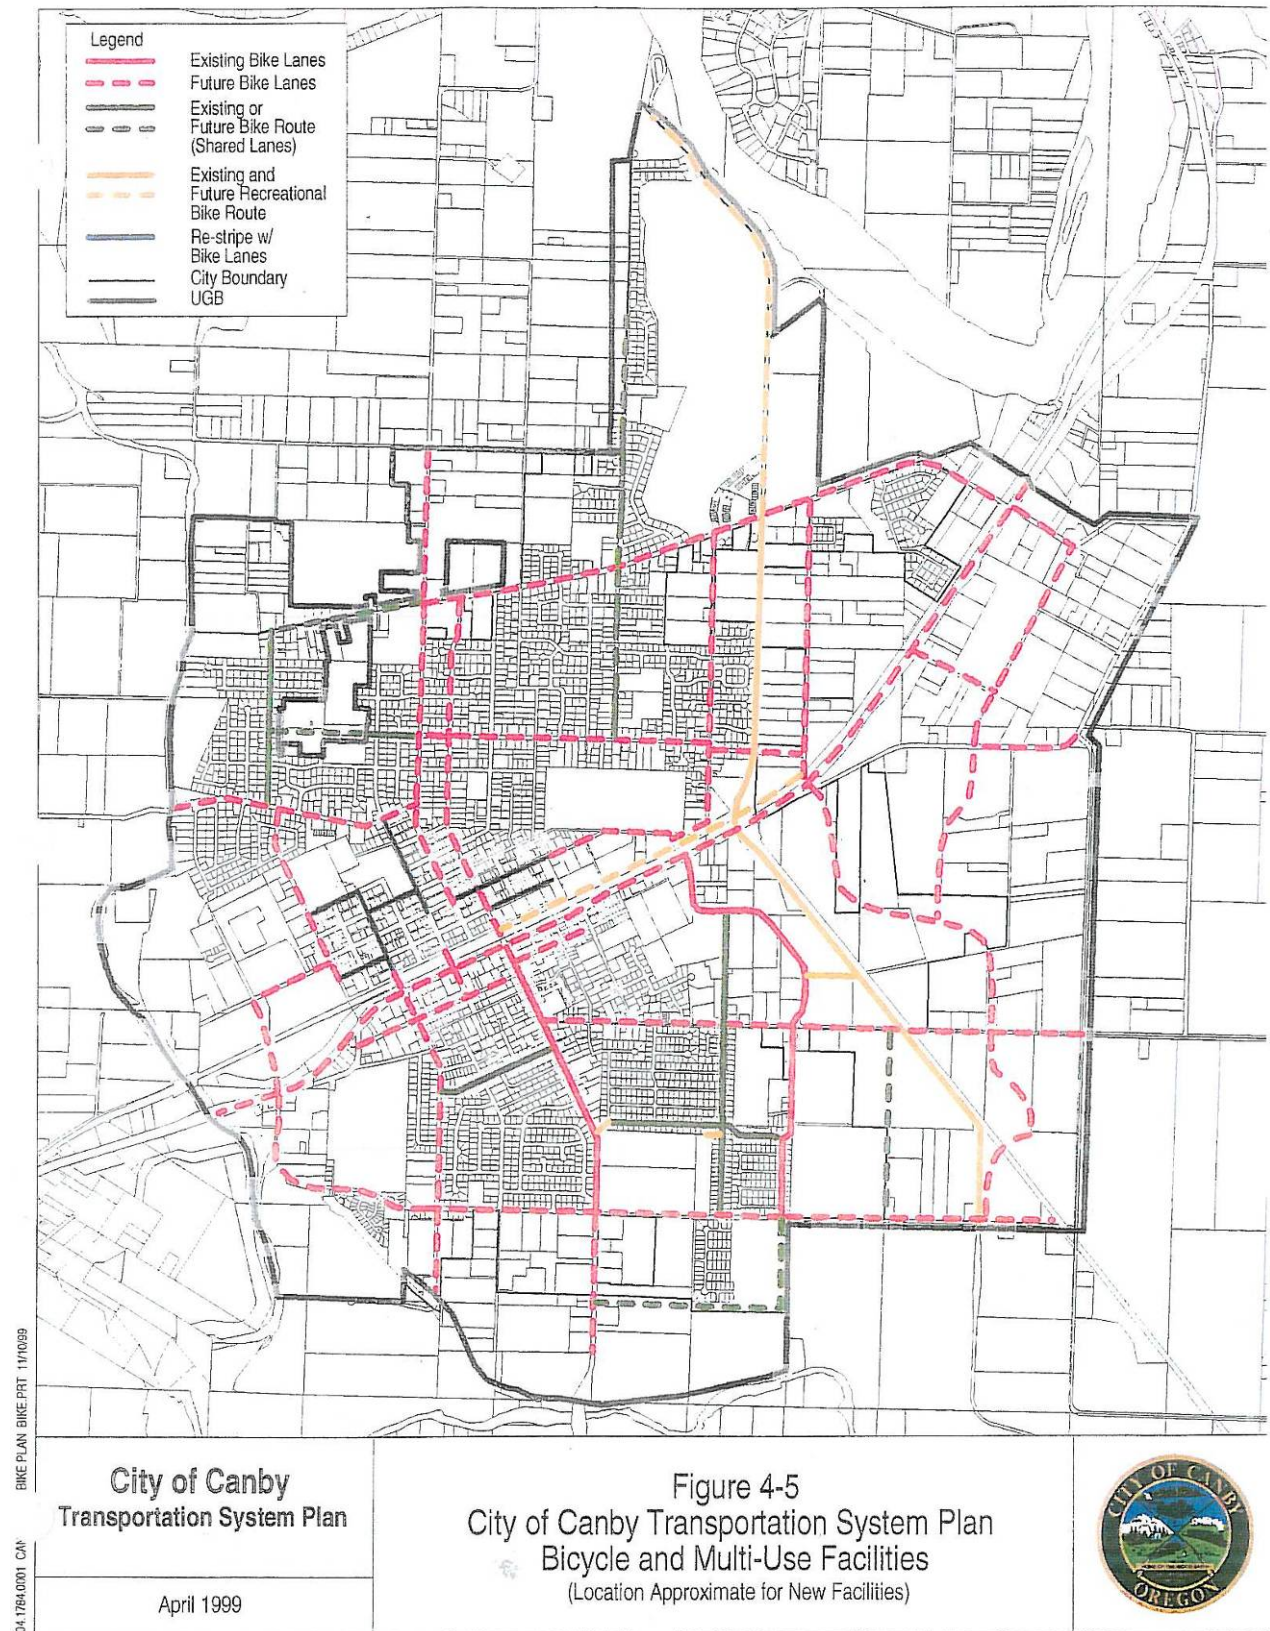 Legend
Existing Bike Lanes
Future Bike Lanes
Existing or
Future Bike Route
(Shared Lanes)
Existing and
Future Recreational
Bike Route
Re-stripe w/
Bike Lanes
City Boundary
UGB
BIKE PLAN BIKE.PRT 11/10/99
04.1784.0001
City of Canby
Transportation System Plan
April 1999
Figure 4-5
City of Canby Transportation System Plan
Bicycle and Multi-Use Facilities
(Location Approximate for New Facilities)
CITY OF CANBY
OREGON